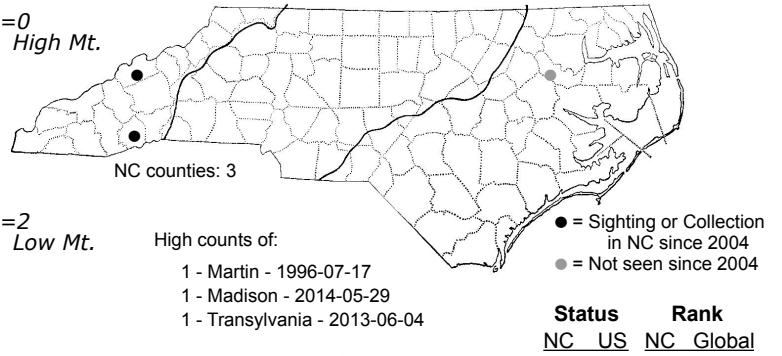 =0
High Mt.
NC counties: 3
=2
Low Mt.
High counts of:
1 - Martin - 1996-07-17
1 - Madison - 2014-05-29
1 - Transylvania - 2013-06-04
● = Sighting or Collection
in NC since 2004
● = Not seen since 2004
Status Rank
NC US NC Global